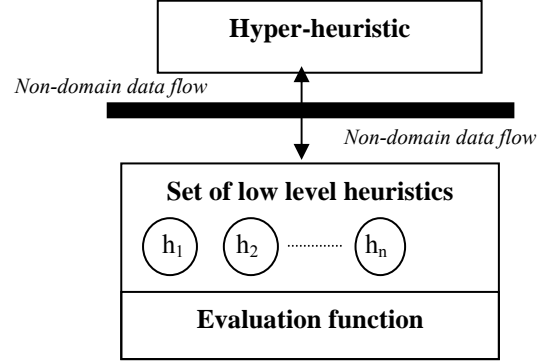 Hyper-heuristic
Non-domain data flow
Non-domain data flow
Set of low level heuristics
h1 h2 .............. hn
Evaluation function